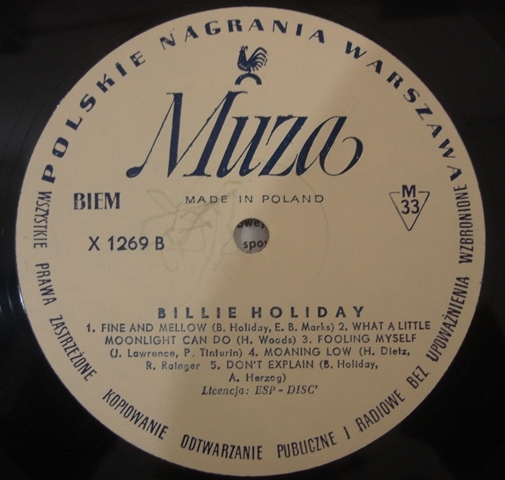 POLSKIE NAGRANIA WARSZAWA
Muza
BIEM
MADE IN POLAND
M
33
X 1269 B
BILLIE HOLIDAY
1. FINE AND MELLOW (B. Holiday, E. B. Marks) 2. WHAT A LITTLE
MOONLIGHT CAN DO (H. Woods) 3. FOOLING MYSELF
(J. Lawrence, P. Tinturin) 4. MOANING LOW (H. Dietz,
R. Rainger 5. DON'T EXPLAIN (B. Holiday,
A. Herzog)
Licencja: ESP - DISC'
WSZYSTKIE PRAWA ZASTRZEŻONE KOPIOWANIE ODTWARZANIE PUBLICZNE I RADIOWE BEZ UPOWAŻNIENIA WZBRONIONE